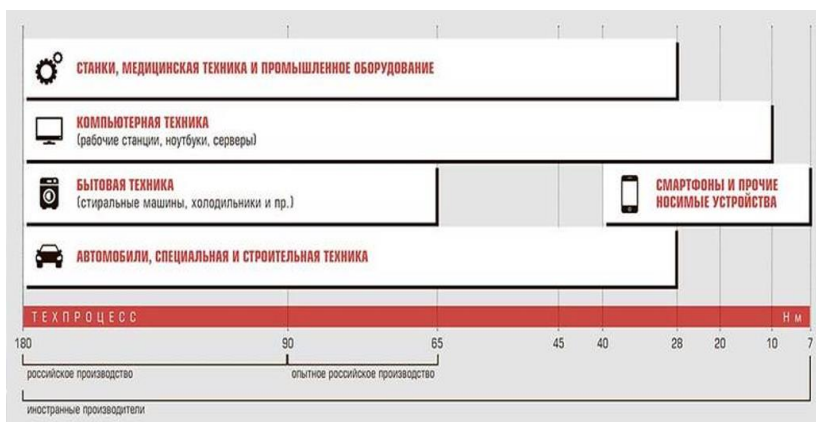 СТАНКИ, МЕДИЦИНСКАЯ ТЕХНИКА И ПРОМЫШЛЕННОЕ ОБОРУДОВАНИЕ
КОМПЬЮТЕРНАЯ ТЕХНИКА
(рабочие станции, ноутбуки, серверы)
БЫТОВАЯ ТЕХНИКА
(стиральные машины, холодильники и пр.)
СМАРТФОНЫ И ПРОЧИЕ
НОСИМЫЕ УСТРОЙСТВА
АВТОМОБИЛИ, СПЕЦИАЛЬНАЯ И СТРОИТЕЛЬНАЯ ТЕХНИКА
ТЕХПРОЦЕСС Нм
180 90 65 45 40 28 20 10 7
российское производство опытное российское производство
иностранные производители